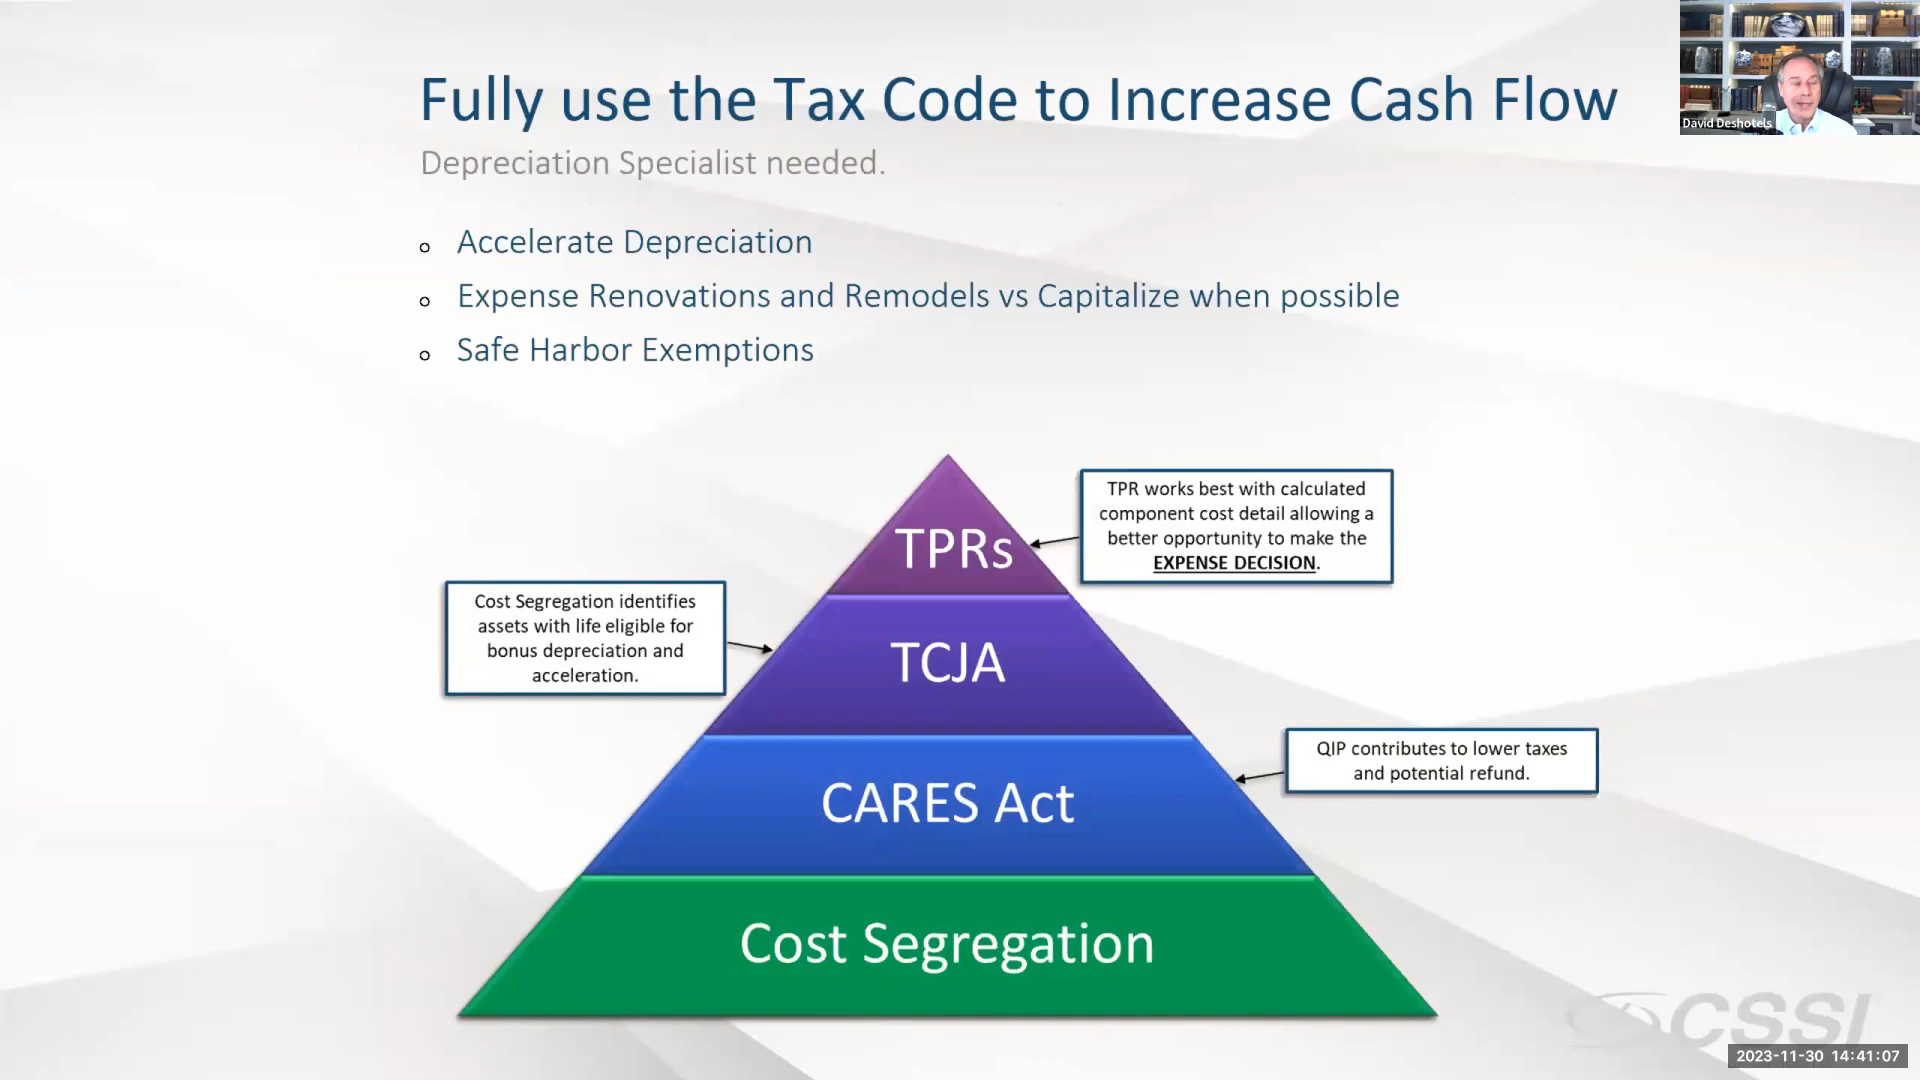 Fully use the Tax Code to Increase Cash Flow
David Deshotels
Depreciation Specialist needed.
Accelerate Depreciation
Expense Renovations and Remodels vs Capitalize when possible
Safe Harbor Exemptions
TPRs
TPR works best with calculated
component cost detail allowing a
better opportunity to make the
EXPENSE DECISION.
Cost Segregation identifies
assets with life eligible for
bonus depreciation and
acceleration.
TCJA
QIP contributes to lower taxes
and potential refund.
CARES Act
Cost Segregation
CSSI
2023-11-30 14:41:07